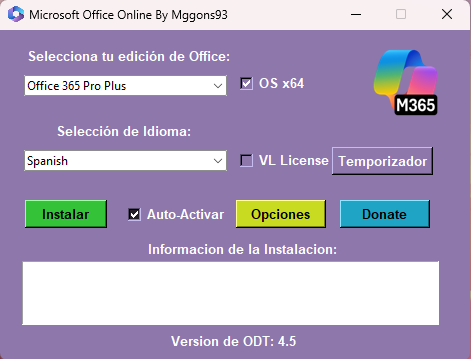 Microsoft Office Online By Mggons93
Selecciona tu edición de Office:
Office 365 Pro Plus
OS x64
M365
Selección de Idioma:
Spanish
VL License
Temporizador
Instalar
Auto-Activar
Opciones
Donate
Informacion de la Instalacion:
Version de ODT: 4.5